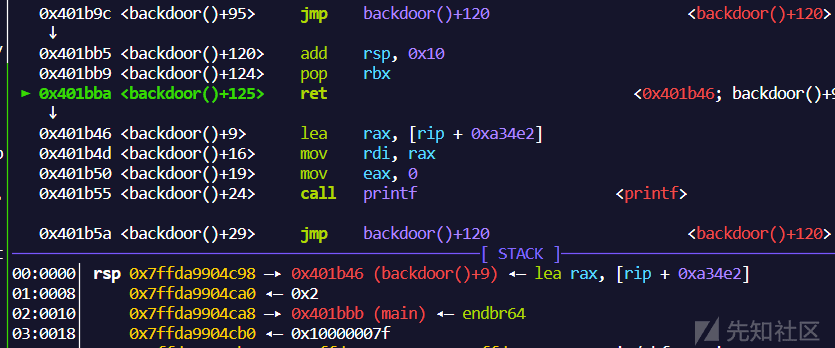 0x401b9c <backdoor()+95> jmp backdoor()+120 <backdoor()+120>
↓
0x401bb5 <backdoor()+120> add rsp, 0x10
0x401bb9 <backdoor()+124> pop rbx
► 0x401bba <backdoor()+125> ret <0x401b46; backdoor()+9
↓
0x401b46 <backdoor()+9> lea rax, [rip + 0xa34e2]
0x401b4d <backdoor()+16> mov rdi, rax
0x401b50 <backdoor()+19> mov eax, 0
0x401b55 <backdoor()+24> call printf <printf>
0x401b5a <backdoor()+29> jmp backdoor()+120 <backdoor()+120>
[ STACK ]
00:0000│ rsp 0x7ffda9904c98 —▸ 0x401b46 (backdoor()+9) ◂— lea rax, [rip + 0xa34e2]
01:0008│ 0x7ffda9904ca0 ◂— 0x2
02:0010│ 0x7ffda9904ca8 —▸ 0x401bbb (main) ◂— endbr64
03:0018│ 0x7ffda9904cb0 ◂— 0x10000007f
先知社区